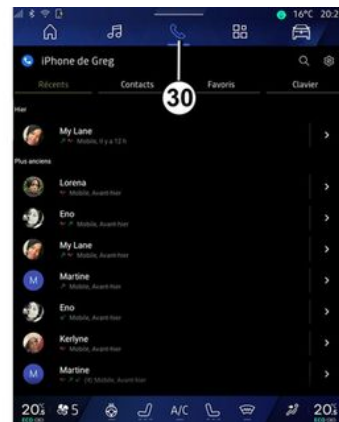 16°C 20:2
iPhone de Greg
Récents Contacts Favoris Clavier
30
Hier
My Lane
Mobile, Il y a 12 h
Plus anciens
Lorena
Mobile, Avant-hier
Eno
Mobile, Avant-hier
My Lane
Mobile, Avant-hier
M Martine
Mobile, Avant-hier
Eno
Mobile, Avant-hier
Kerlyne
Mobile, Avant-hier
M Martine
(4) Mobile, Avant-hier
20 5 A/C 20
ECO ECO